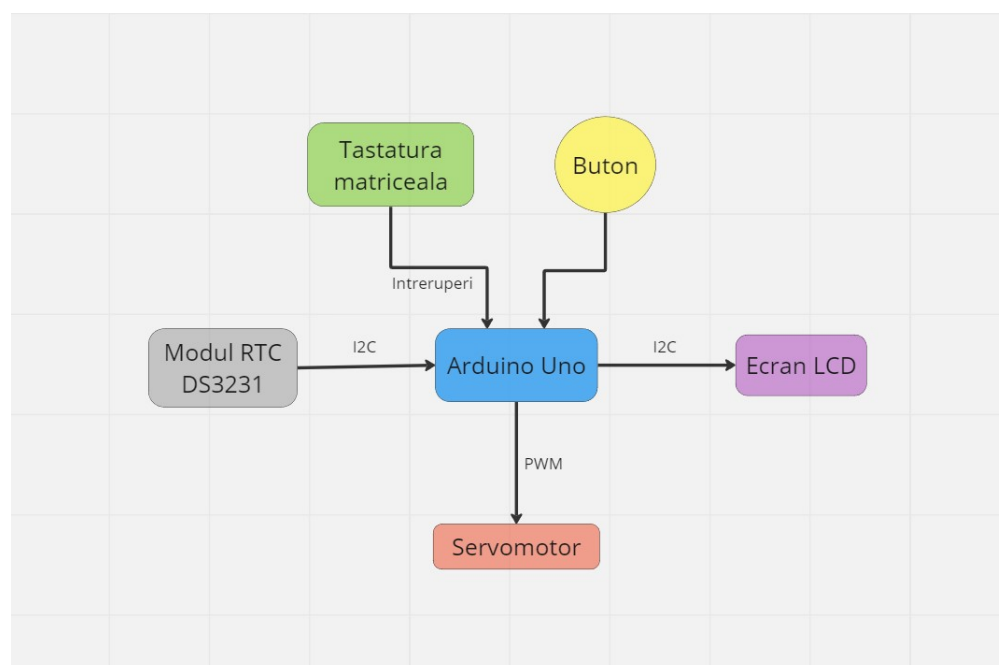 Tastatura
matriceala
Buton
Intreruperi
Modul RTC
DS3231
I2C
Arduino Uno
I2C
Ecran LCD
PWM
Servomotor